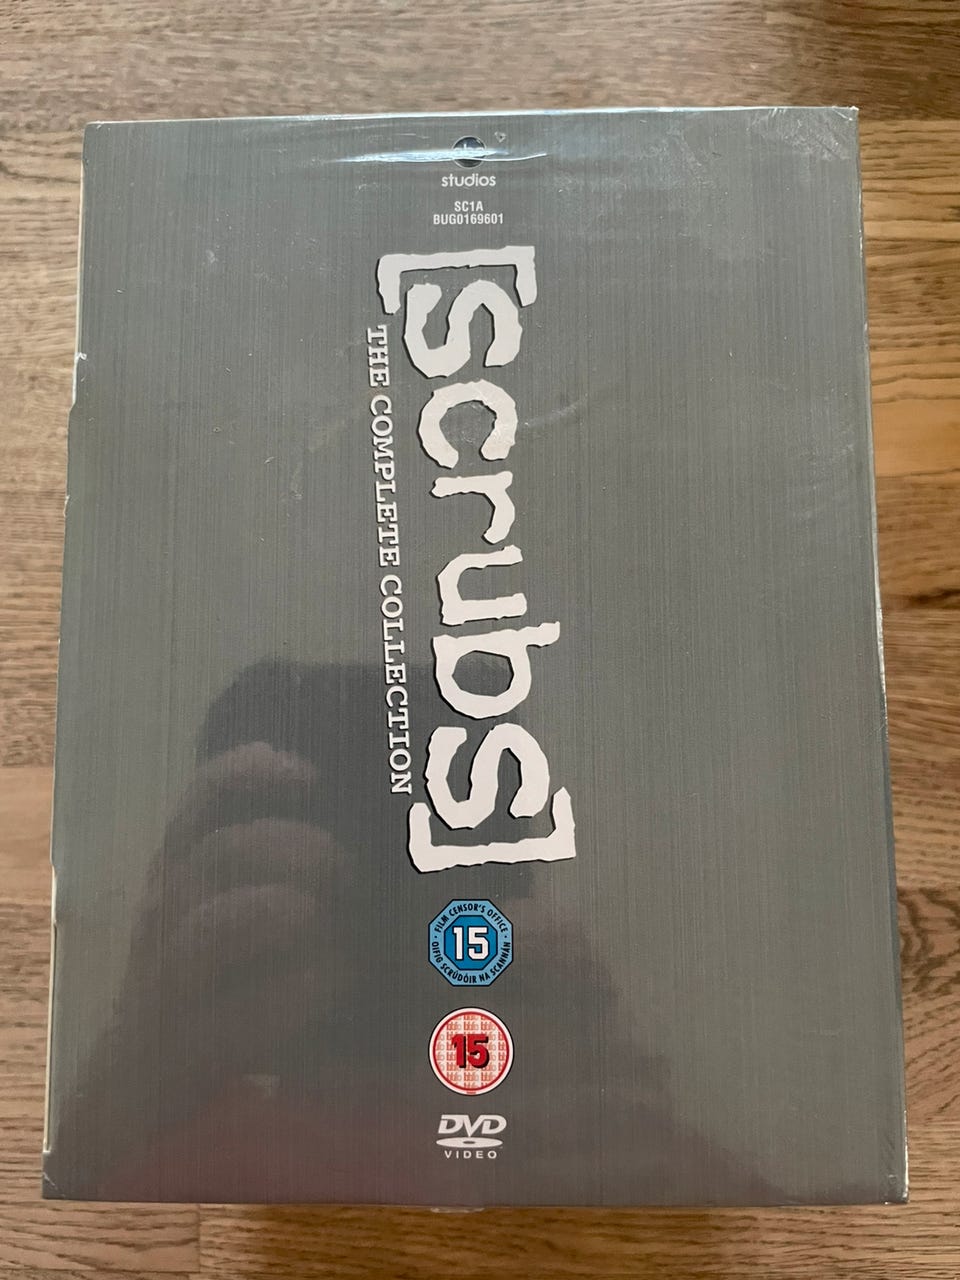 studios
SC1A
BUG0169601
[scrubs]
THE COMPLETE COLLECTION
· FILM CENSOR'S OFFICE ·
OIFIG SCRÚDÓIR NA SCANNÁN
15
15
DVD
VIDEO